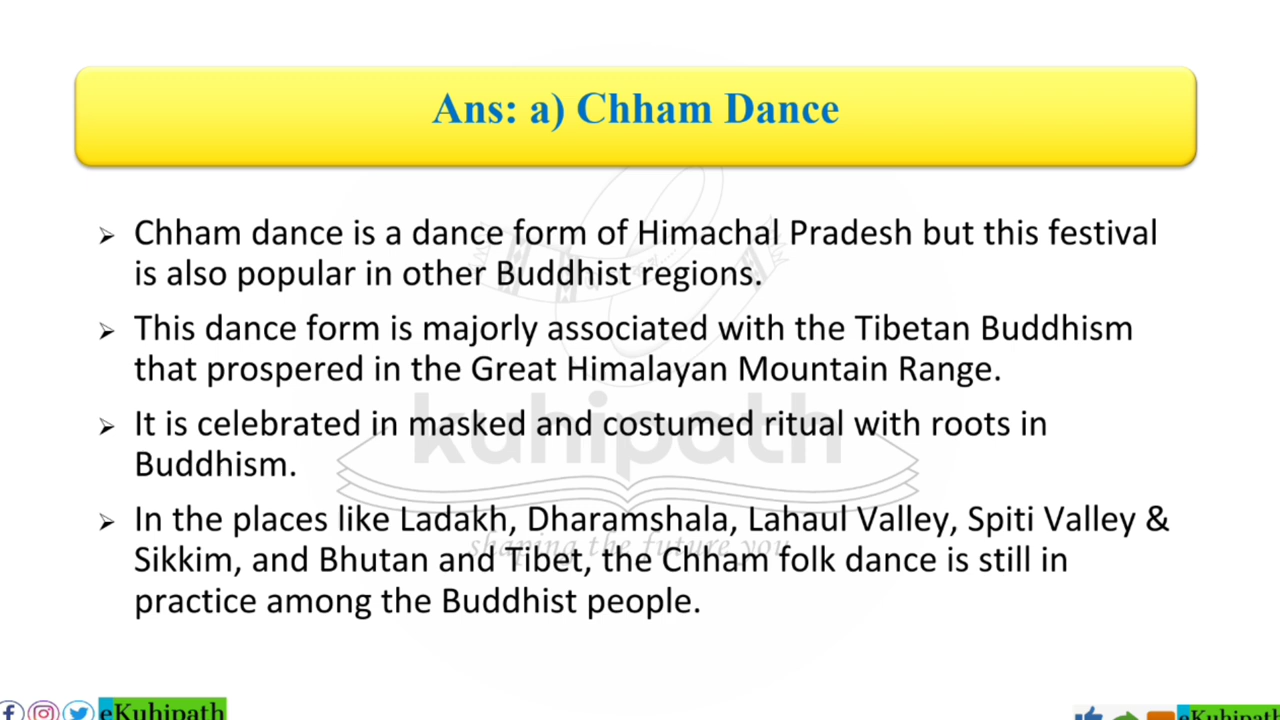 Ans: a) Chham Dance
➢ Chham dance is a dance form of Himachal Pradesh but this festival
is also popular in other Buddhist regions.
➢ This dance form is majorly associated with the Tibetan Buddhism
that prospered in the Great Himalayan Mountain Range.
➢ It is celebrated in masked and costumed ritual with roots in
Buddhism.
➢ In the places like Ladakh, Dharamshala, Lahaul Valley, Spiti Valley &
Sikkim, and Bhutan and Tibet, the Chham folk dance is still in
practice among the Buddhist people.
kuhipath
shaping the future you
eKuhipath
eKuhipath